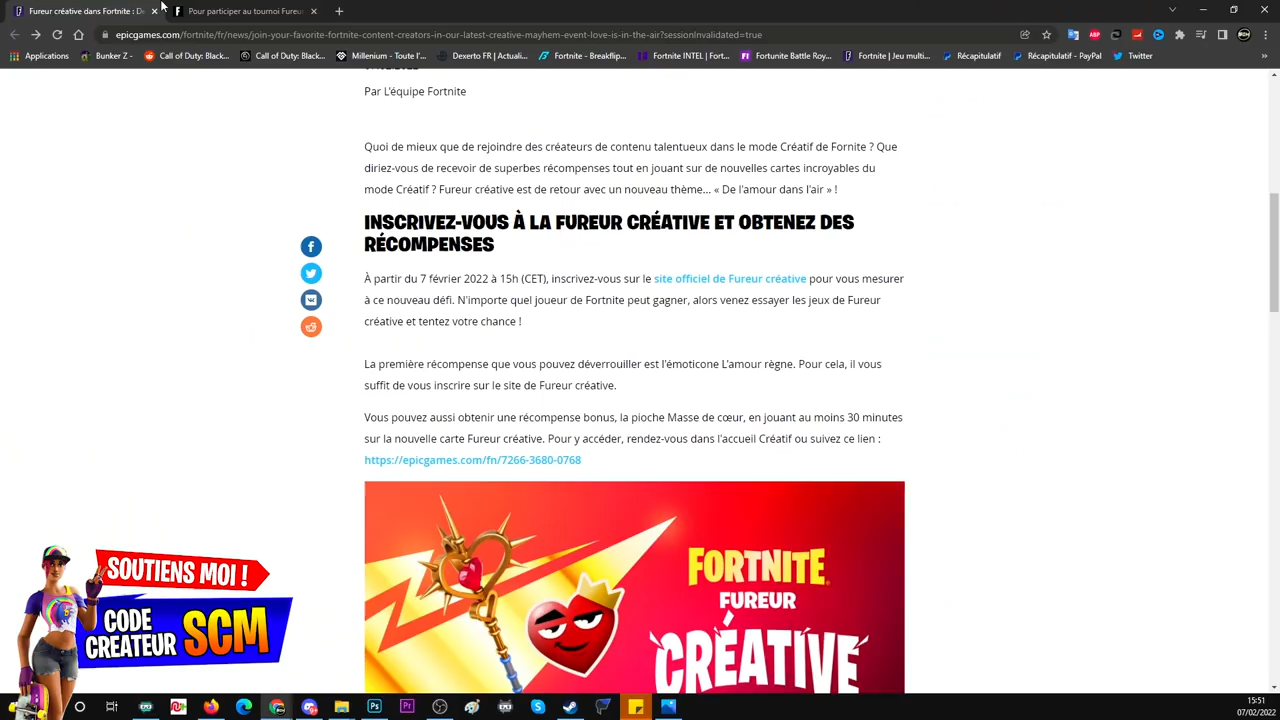 Fureur créative dans Fortnite : De
Pour participer au tournoi Fureu
epicgames.com/fortnite/fr/news/join-your-favorite-fortnite-content-creators-in-our-latest-creative-mayhem-event-love-is-in-the-air?sessionInvalidated=true
Applications
Bunker Z -
Call of Duty: Black...
Call of Duty: Black...
Millenium - Tout l'...
Dexerto FR | Actuali...
Fortnite - Breakflip...
Fortnite INTEL | Fort...
Fortunite Battle Roy...
Fortnite | Jeu multi...
Récapitulatif
Récapitulatif - PayPal
Twitter
Par L'équipe Fortnite
Quoi de mieux que de rejoindre des créateurs de contenu talentueux dans le mode Créatif de Fornite ? Que
diriez-vous de recevoir de superbes récompenses tout en jouant sur de nouvelles cartes incroyables du
mode Créatif ? Fureur créative est de retour avec un nouveau thème... « De l'amour dans l'air » !
INSCRIVEZ-VOUS À LA FUREUR CRÉATIVE ET OBTENEZ DES
RÉCOMPENSES
À partir du 7 février 2022 à 15h (CET), inscrivez-vous sur le site officiel de Fureur créative pour vous mesurer
à ce nouveau défi. N'importe quel joueur de Fortnite peut gagner, alors venez essayer les jeux de Fureur
créative et tentez votre chance !
La première récompense que vous pouvez déverrouiller est l'émoticone L'amour règne. Pour cela, il vous
suffit de vous inscrire sur le site de Fureur créative.
Vous pouvez aussi obtenir une récompense bonus, la pioche Masse de cœur, en jouant au moins 30 minutes
sur la nouvelle carte Fureur créative. Pour y accéder, rendez-vous dans l'accueil Créatif ou suivez ce lien :
https://epicgames.com/fn/7266-3680-0768
FORTNITE
FUREUR
CRÉATIVE
SOUTIENS MOI !
CODE
CREATEUR SCM
15:51
07/02/2022